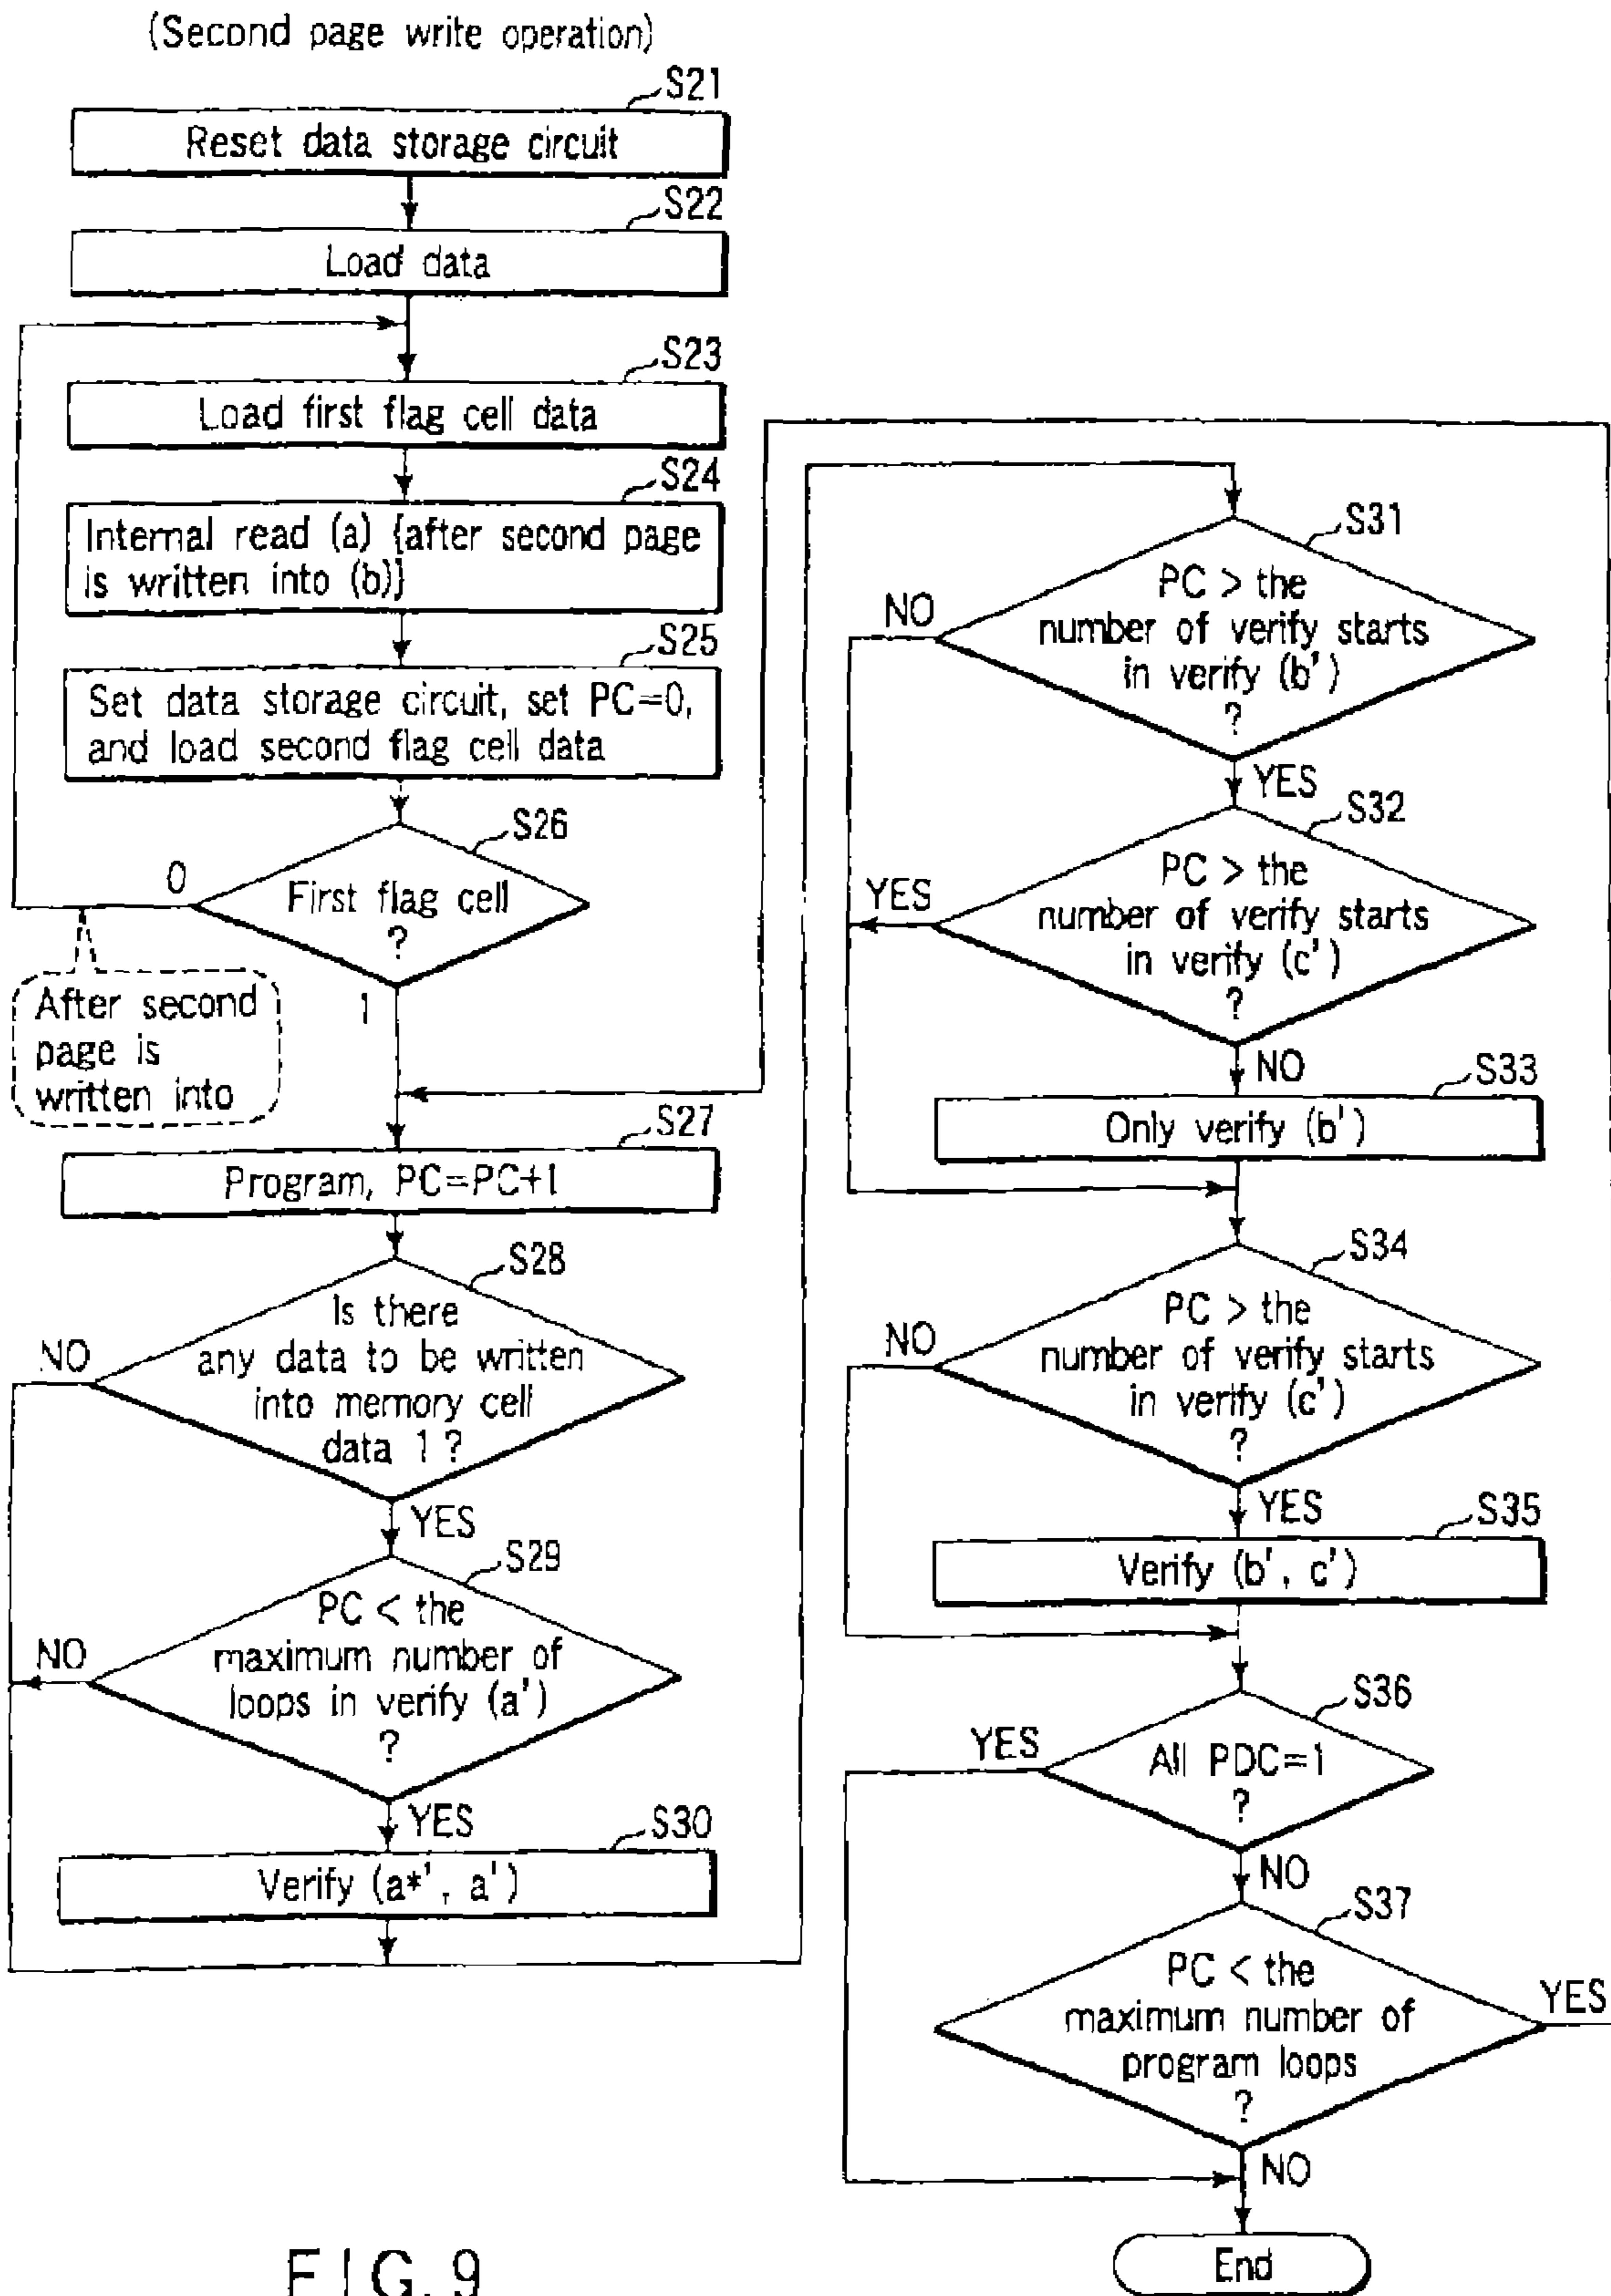 (Second page write operation)
S21
Reset data storage circuit
S22
Load data
S23
Load first flag cell data
S24
Internal read (a) {after second page
is written into (b)}
S25
Set data storage circuit, set PC=0,
and load second flag cell data
S26
0
First flag cell
?
1
After second
page is
written into
S27
Program, PC=PC+1
S28
Is there
any data to be written
into memory cell
data 1 ?
NO
YES
S29
PC < the
maximum number of
loops in verify (a')
?
NO
YES
S30
Verify (a*', a')
S31
PC > the
number of verify starts
in verify (b')
?
NO
YES
S32
PC > the
number of verify starts
in verify (c')
?
YES
NO
S33
Only verify (b')
S34
PC > the
number of verify starts
in verify (c')
?
NO
YES
S35
Verify (b', c')
S36
All PDC=1
?
YES
NO
S37
PC < the
maximum number of
program loops
?
YES
NO
End
FIG. 9